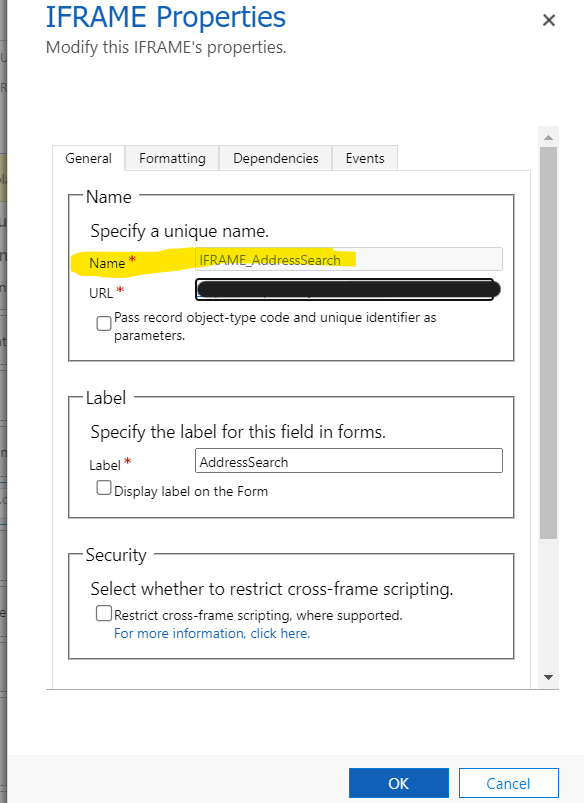 IFRAME Properties
Modify this IFRAME's properties.
General Formatting Dependencies Events
Name
Specify a unique name.
Name * IFRAME_AddressSearch
URL *
Pass record object-type code and unique identifier as
parameters.
Label
Specify the label for this field in forms.
Label * AddressSearch
Display label on the Form
Security
Select whether to restrict cross-frame scripting.
Restrict cross-frame scripting, where supported.
For more information, click here.
OK Cancel